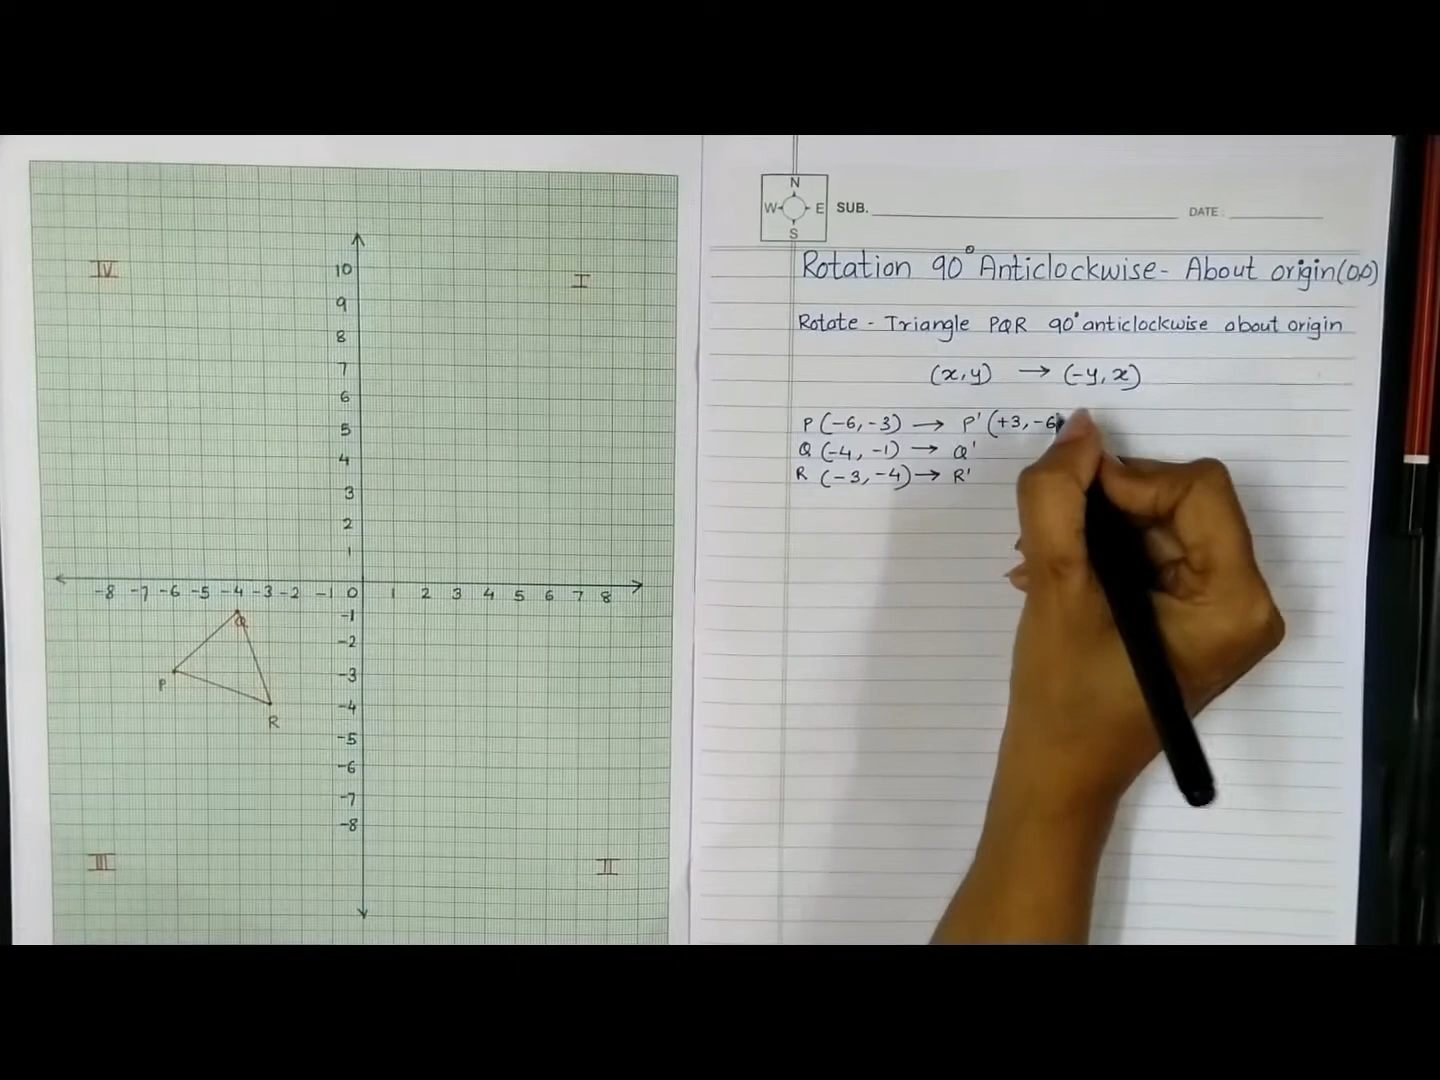 IV
I
10
9
8
7
6
5
4
3
2
1
-8 -7 -6 -5 -4 -3 -2 -1 0 1 2 3 4 5 6 7 8
-1
Q
-2
-3
P
-4
R
-5
-6
-7
-8
III
II
N
W E SUB. DATE :
S
Rotation 90° Anticlockwise - About origin (0,0)
Rotate - Triangle PQR 90° anticlockwise about origin
(x,y) → (-y, x)
P (-6, -3) → P' (+3, -6
Q (-4, -1) → Q'
R (-3, -4) → R'